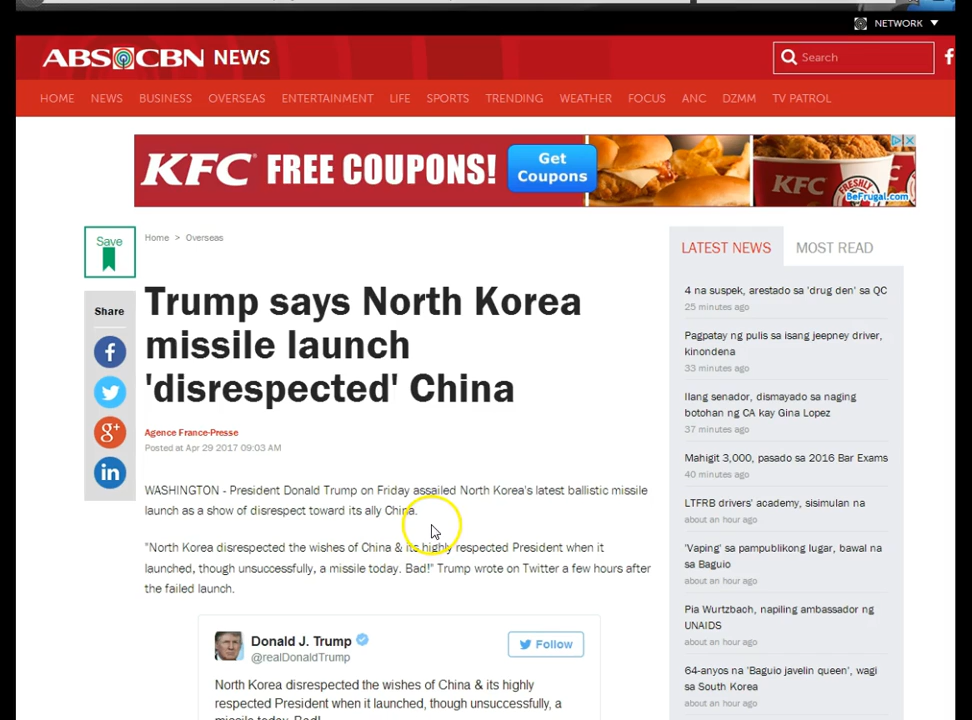 NETWORK
ABS CBN NEWS
Search
HOME NEWS BUSINESS OVERSEAS ENTERTAINMENT LIFE SPORTS TRENDING WEATHER FOCUS ANC DZMM TV PATROL
KFC FREE COUPONS!
Get
Coupons
KFC
FRESHLY
BeFrugal.com
Save
Home > Overseas
Share
Trump says North Korea
missile launch
'disrespected' China
Agence France-Presse
Posted at Apr 29 2017 09:03 AM
WASHINGTON - President Donald Trump on Friday assailed North Korea's latest ballistic missile
launch as a show of disrespect toward its ally China.
"North Korea disrespected the wishes of China & its highly respected President when it
launched, though unsuccessfully, a missile today. Bad!" Trump wrote on Twitter a few hours after
the failed launch.
Donald J. Trump
@realDonaldTrump
Follow
North Korea disrespected the wishes of China & its highly
respected President when it launched, though unsuccessfully, a
missile today. Bad!
LATEST NEWS MOST READ
4 na suspek, arestado sa 'drug den' sa QC
25 minutes ago
Pagpatay ng pulis sa isang jeepney driver,
kinondena
33 minutes ago
Ilang senador, dismayado sa naging
botohan ng CA kay Gina Lopez
37 minutes ago
Mahigit 3,000, pasado sa 2016 Bar Exams
40 minutes ago
LTFRB drivers' academy, sisimulan na
about an hour ago
'Vaping' sa pampublikong lugar, bawal na
sa Baguio
about an hour ago
Pia Wurtzbach, napiling ambassador ng
UNAIDS
about an hour ago
64-anyos na 'Baguio javelin queen', wagi
sa South Korea
about an hour ago